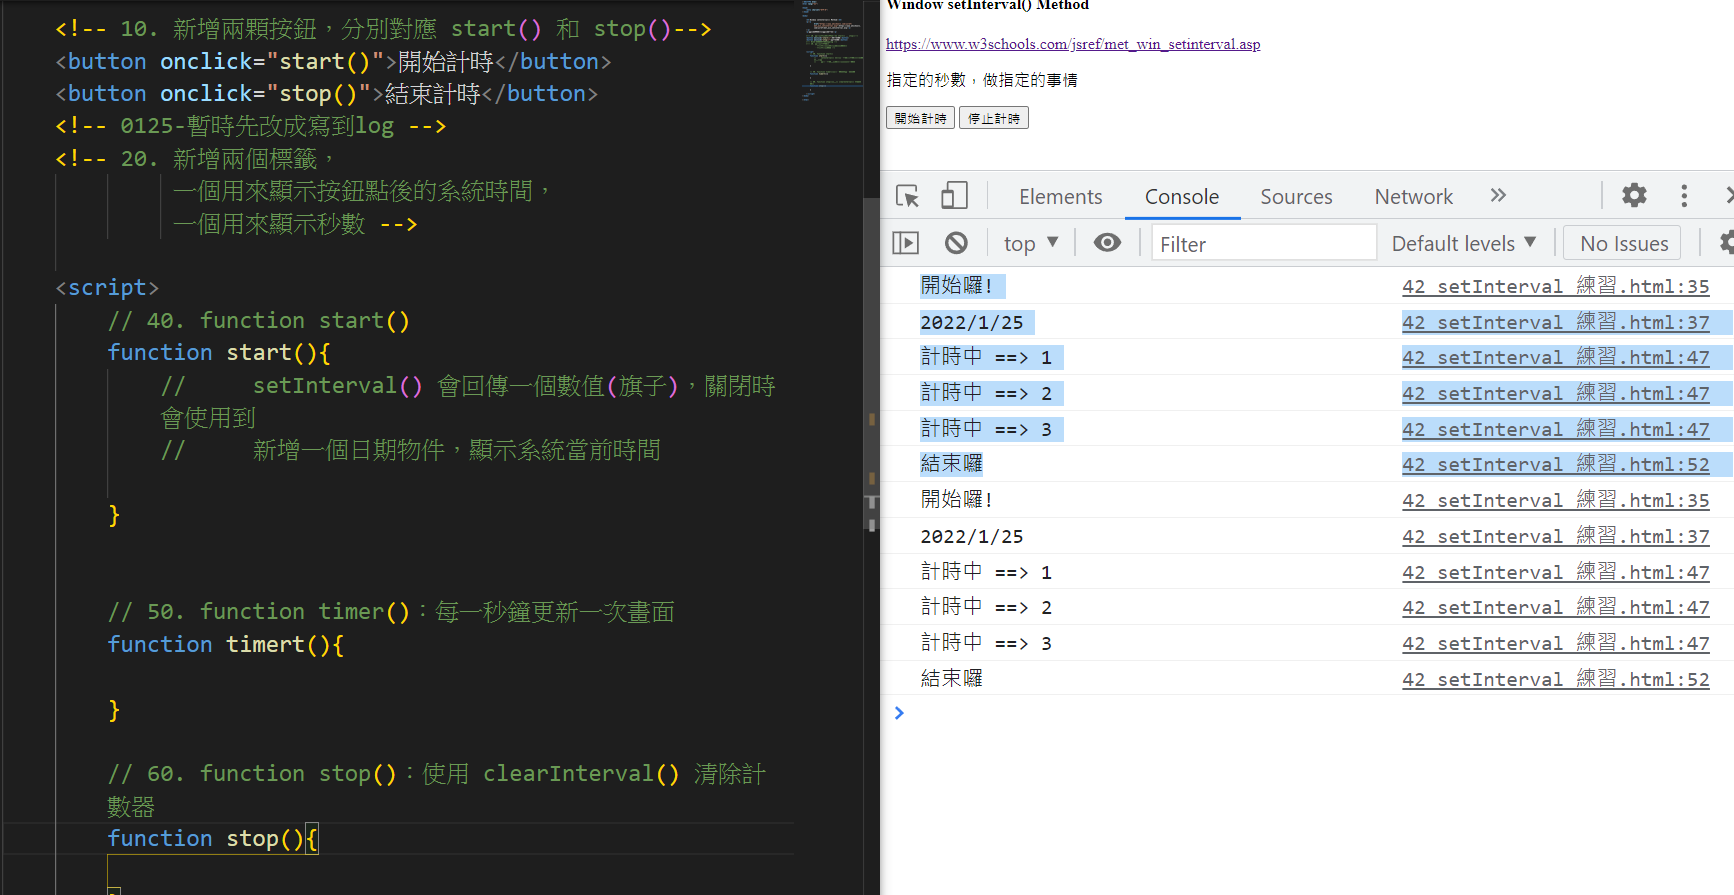 <!-- 10. 新增兩顆按鈕，分別對應 start() 和 stop()-->
<button onclick="start()">開始計時</button>
<button onclick="stop()">結束計時</button>
<!-- 0125-暫時先改成寫到log -->
<!-- 20. 新增兩個標籤，
一個用來顯示按鈕點後的系統時間，
一個用來顯示秒數 -->
<script>
// 40. function start()
function start(){
//     setInterval() 會回傳一個數值(旗子)，關閉時
會使用到
//     新增一個日期物件，顯示系統當前時間
}
// 50. function timer()：每一秒鐘更新一次畫面
function timert(){
}
// 60. function stop()：使用 clearInterval() 清除計
數器
function stop(){
Window setInterval() Method
https://www.w3schools.com/jsref/met_win_setinterval.asp
指定的秒數，做指定的事情
開始計時 停止計時
Elements Console Sources Network »
top ▼ Filter Default levels ▼ No Issues
開始囉! 42 setInterval 練習.html:35
2022/1/25 42 setInterval 練習.html:37
計時中 ==> 1 42 setInterval 練習.html:47
計時中 ==> 2 42 setInterval 練習.html:47
計時中 ==> 3 42 setInterval 練習.html:47
結束囉 42 setInterval 練習.html:52
開始囉! 42 setInterval 練習.html:35
2022/1/25 42 setInterval 練習.html:37
計時中 ==> 1 42 setInterval 練習.html:47
計時中 ==> 2 42 setInterval 練習.html:47
計時中 ==> 3 42 setInterval 練習.html:47
結束囉 42 setInterval 練習.html:52
>